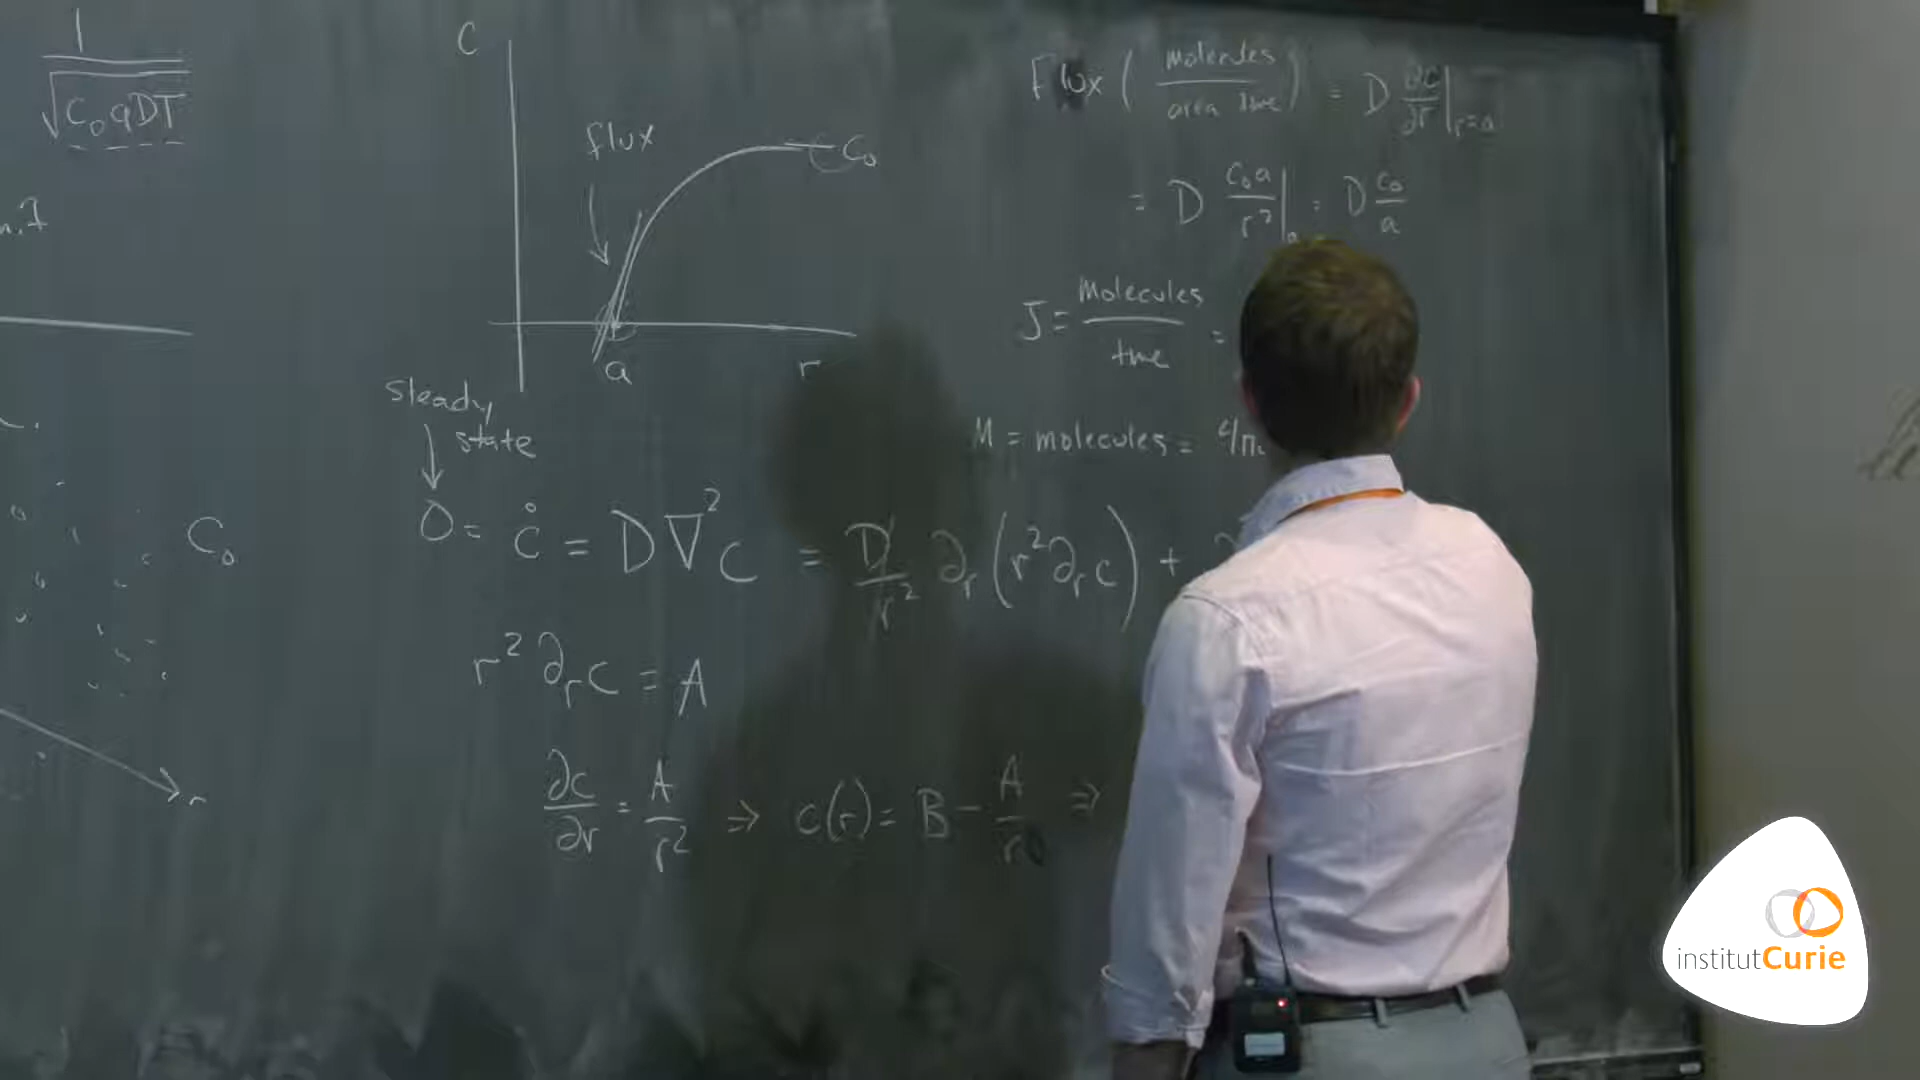 1
√C₀aDT
C₀
r
C
flux
C₀
a
r
steady
state
0 = ċ = D∇²c = D/r² ∂ᵣ(r²∂ᵣc) +
r²∂ᵣc = A
∂c/∂r = A/r² ⇒ c(r) = B − A/r ⇒
Flux (molecules/area time) = D ∂c/∂r|r=a
= D c₀a/r²|a = D c₀/a
J = molecules/time =
M = molecules = 4π
institutCurie